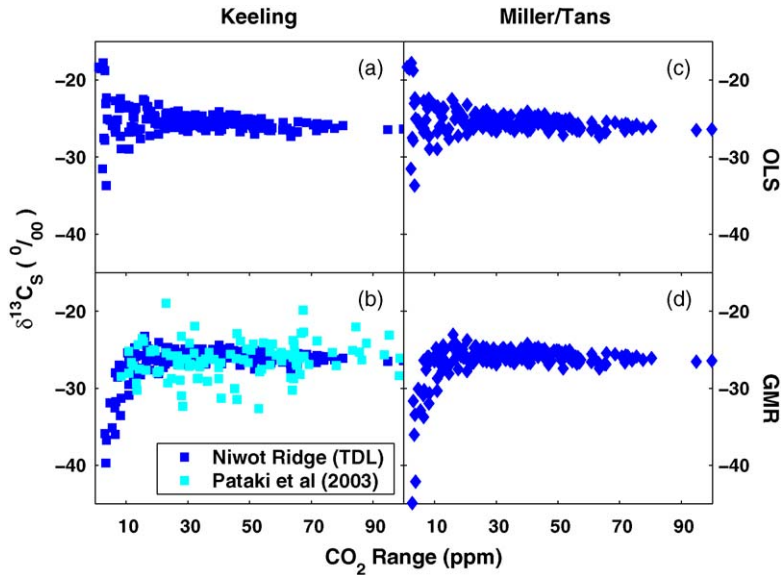 Keeling
Miller/Tans
(a)
(c)
−20
−30
−40
−20
−30
−40
OLS
(b)
(d)
−20
−30
−40
−20
−30
−40
GMR
δ¹³C_S ( ⁰/₀₀ )
Niwot Ridge (TDL)
Pataki et al (2003)
10 30 50 70 90
10 30 50 70 90
CO₂ Range (ppm)